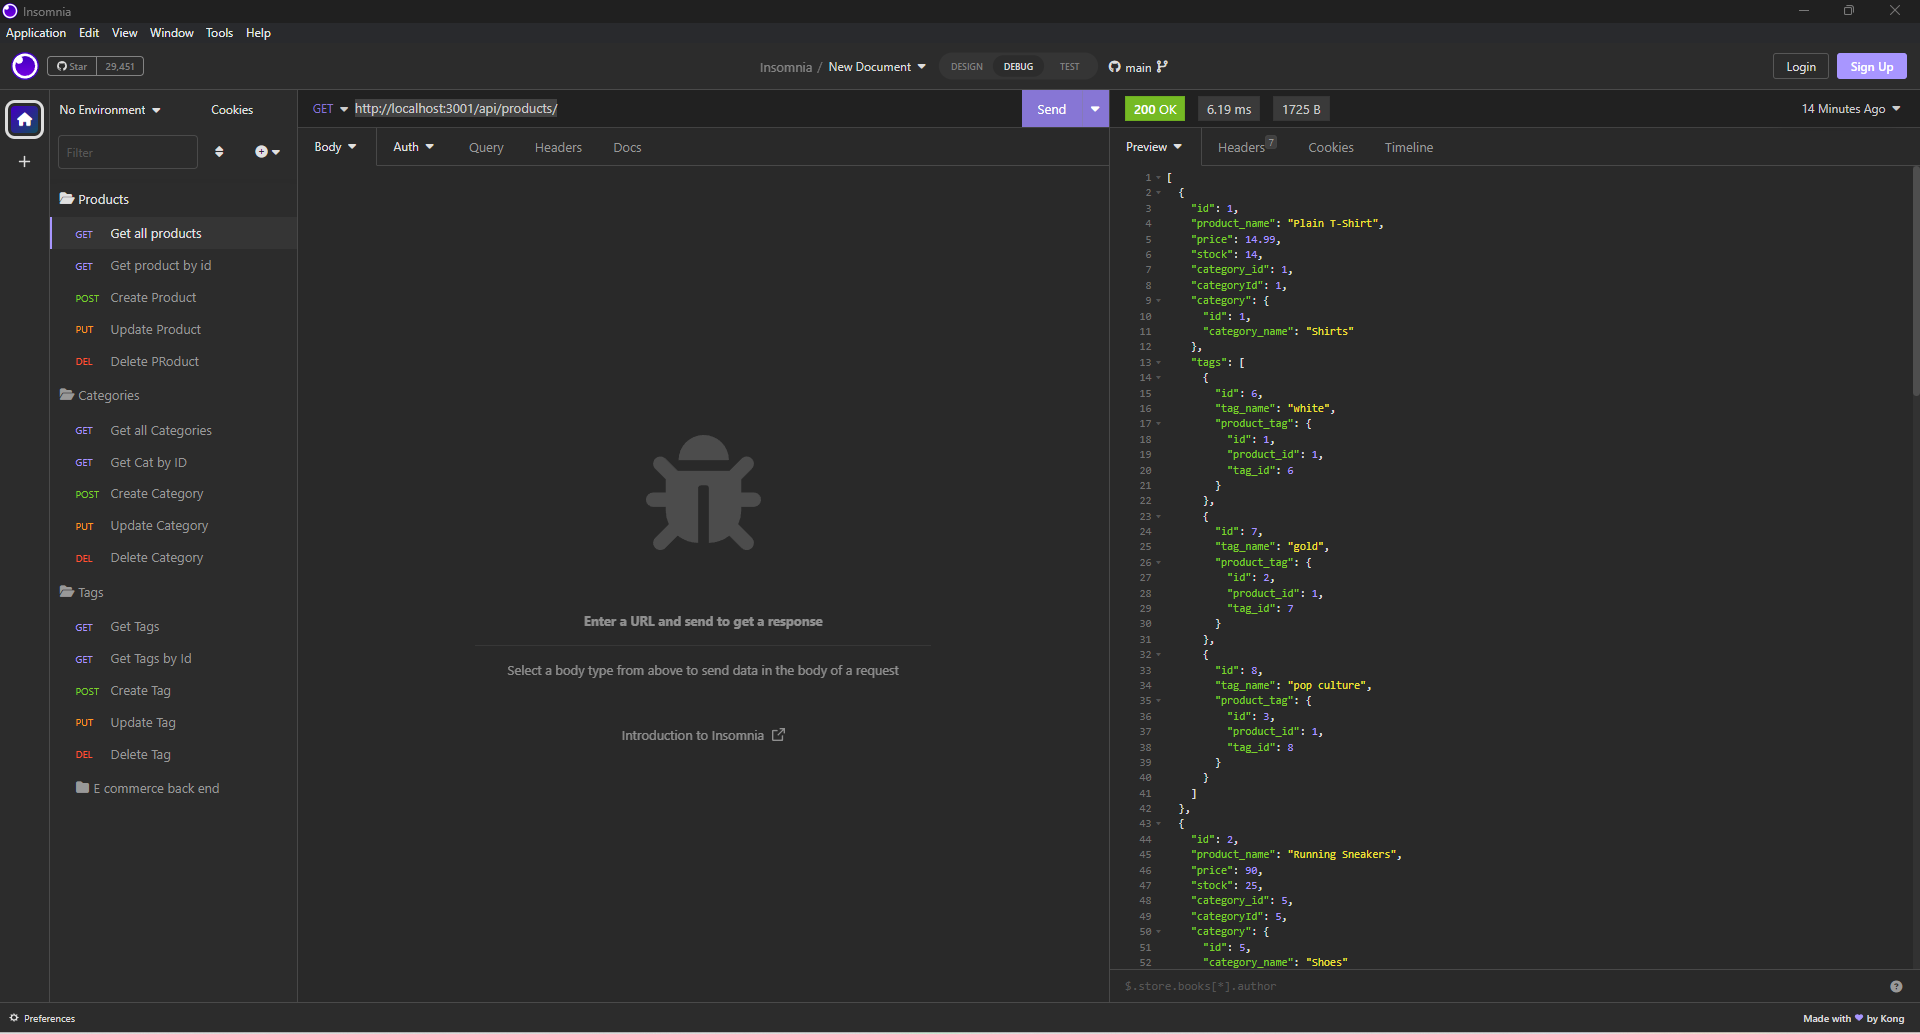 Insomnia
Application Edit View Window Tools Help
Star 29,451
Insomnia / New Document
DESIGN DEBUG TEST
main
Login
Sign Up
No Environment
Cookies
Filter
Products
GET Get all products
GET Get product by id
POST Create Product
PUT Update Product
DEL Delete PRoduct
Categories
GET Get all Categories
GET Get Cat by ID
POST Create Category
PUT Update Category
DEL Delete Category
Tags
GET Get Tags
GET Get Tags by Id
POST Create Tag
PUT Update Tag
DEL Delete Tag
E commerce back end
GET http://localhost:3001/api/products/
Send
Body Auth Query Headers Docs
Enter a URL and send to get a response
Select a body type from above to send data in the body of a request
Introduction to Insomnia
200 OK 6.19 ms 1725 B
14 Minutes Ago
Preview Headers 7 Cookies Timeline
1 [
2 {
3 "id": 1,
4 "product_name": "Plain T-Shirt",
5 "price": 14.99,
6 "stock": 14,
7 "category_id": 1,
8 "categoryId": 1,
9 "category": {
10 "id": 1,
11 "category_name": "Shirts"
12 },
13 "tags": [
14 {
15 "id": 6,
16 "tag_name": "white",
17 "product_tag": {
18 "id": 1,
19 "product_id": 1,
20 "tag_id": 6
21 }
22 },
23 {
24 "id": 7,
25 "tag_name": "gold",
26 "product_tag": {
27 "id": 2,
28 "product_id": 1,
29 "tag_id": 7
30 }
31 },
32 {
33 "id": 8,
34 "tag_name": "pop culture",
35 "product_tag": {
36 "id": 3,
37 "product_id": 1,
38 "tag_id": 8
39 }
40 }
41 ]
42 },
43 {
44 "id": 2,
45 "product_name": "Running Sneakers",
46 "price": 90,
47 "stock": 25,
48 "category_id": 5,
49 "categoryId": 5,
50 "category": {
51 "id": 5,
52 "category_name": "Shoes"
$.store.books[*].author
Preferences
Made with by Kong